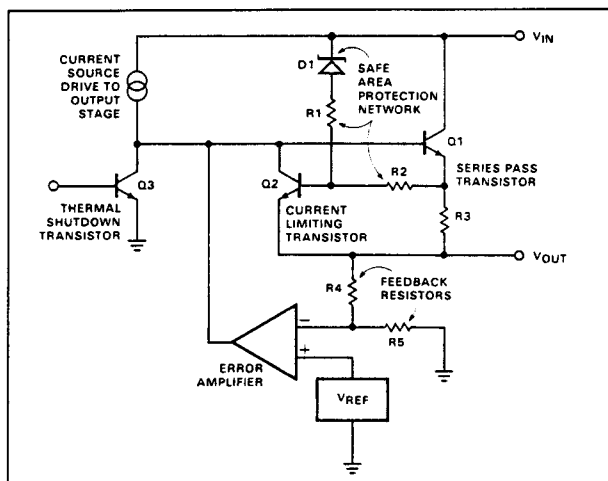 VIN
CURRENT
SOURCE
DRIVE TO
OUTPUT
STAGE
D1
SAFE
AREA
PROTECTION
NETWORK
R1
Q1
R2
SERIES PASS
TRANSISTOR
Q2
Q3
THERMAL
SHUTDOWN
TRANSISTOR
CURRENT
LIMITING
TRANSISTOR
R3
VOUT
R4
FEEDBACK
RESISTORS
−
R5
+
ERROR
AMPLIFIER
VREF